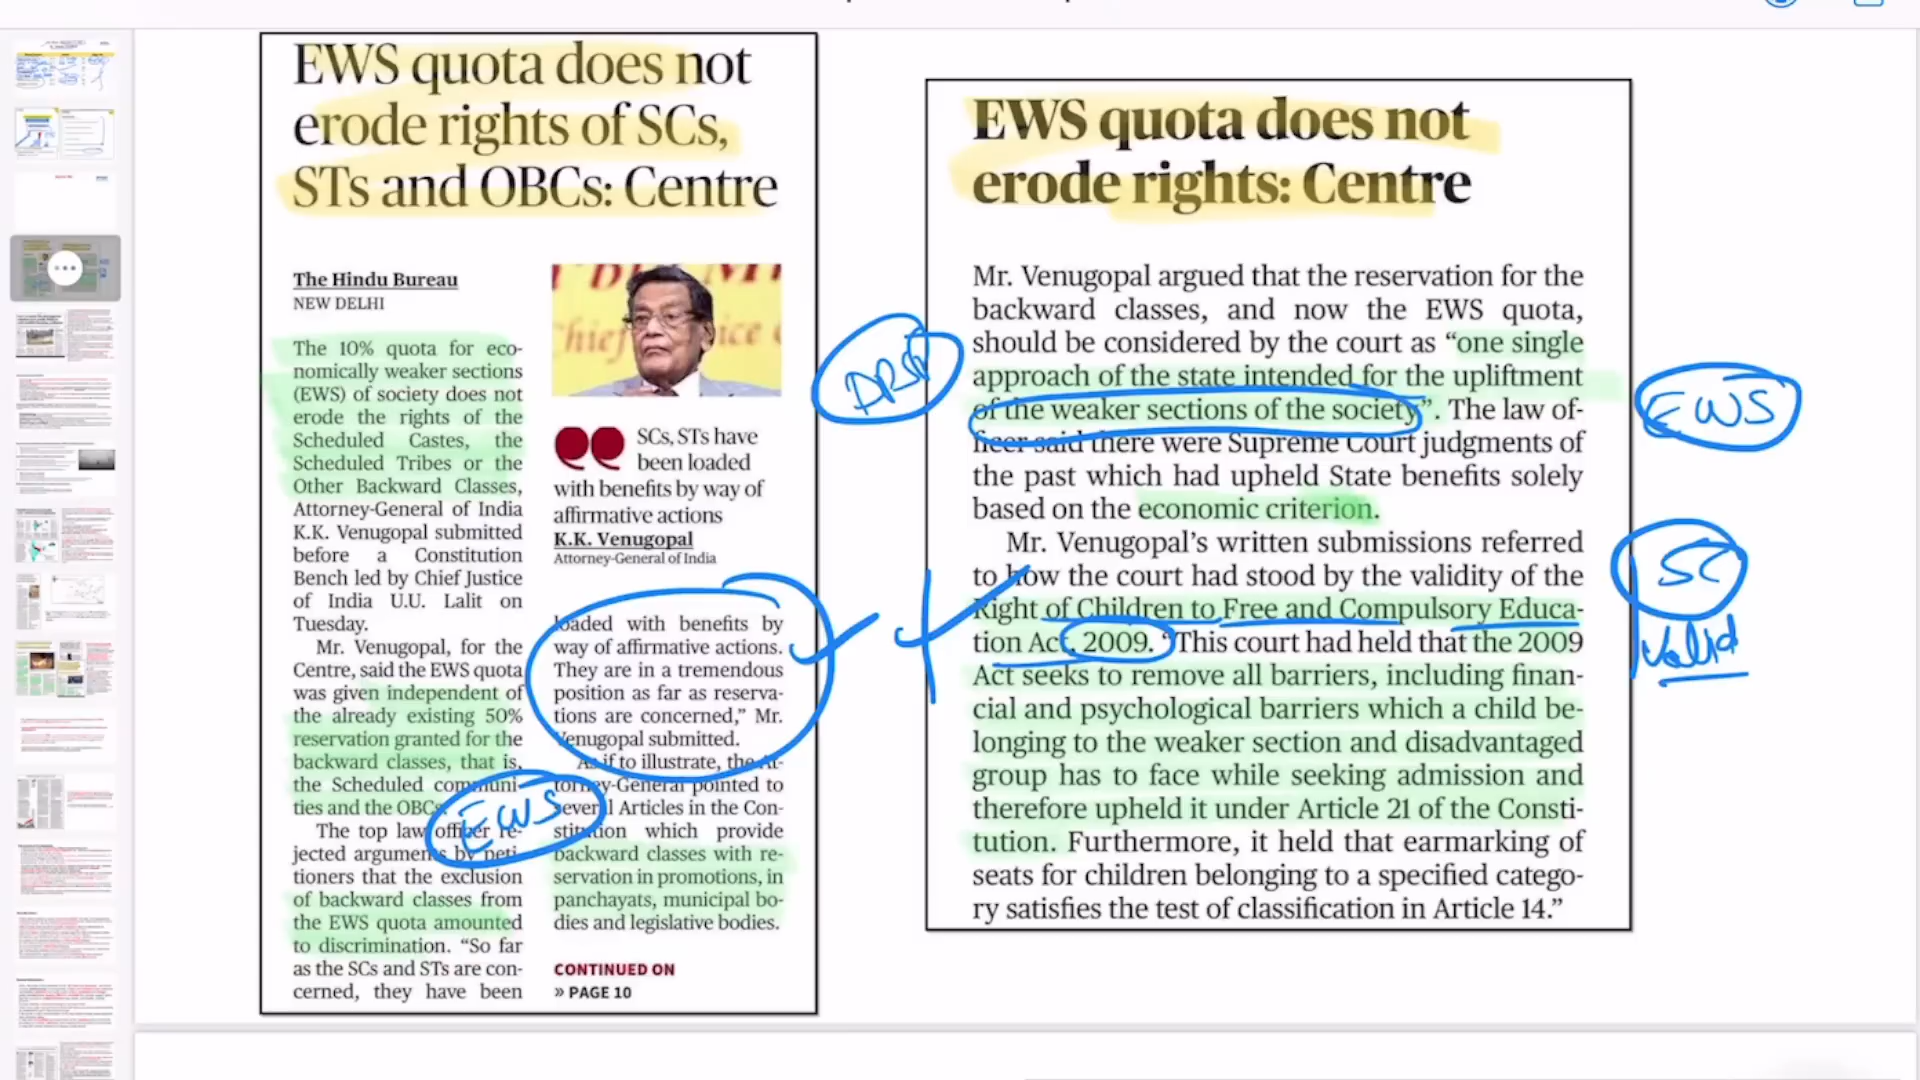 EWS quota does not
erode rights of SCs,
STs and OBCs: Centre
The Hindu Bureau
NEW DELHI
The 10% quota for eco-
nomically weaker sections
(EWS) of society does not
erode the rights of the
Scheduled Castes, the
Scheduled Tribes or the
Other Backward Classes,
Attorney-General of India
K.K. Venugopal submitted
before a Constitution
Bench led by Chief Justice
of India U.U. Lalit on
Tuesday.
Mr. Venugopal, for the
Centre, said the EWS quota
was given independent of
the already existing 50%
reservation granted for the
backward classes, that is,
the Scheduled communi-
ties and the OBCs
The top law officer re-
jected arguments by peti-
tioners that the exclusion
of backward classes from
the EWS quota amounted
to discrimination. “So far
as the SCs and STs are con-
cerned, they have been
SCs, STs have
been loaded
with benefits by way of
affirmative actions
K.K. Venugopal
Attorney-General of India
loaded with benefits by
way of affirmative actions.
They are in a tremendous
position as far as reserva-
tions are concerned,” Mr.
Venugopal submitted.
As if to illustrate, the At-
torney-General pointed to
several Articles in the Con-
stitution which provide
backward classes with re-
servation in promotions, in
panchayats, municipal bo-
dies and legislative bodies.
CONTINUED ON
» PAGE 10
EWS
EWS quota does not
erode rights: Centre
Mr. Venugopal argued that the reservation for the
backward classes, and now the EWS quota,
should be considered by the court as “one single
approach of the state intended for the upliftment
of the weaker sections of the society”. The law of-
ficer said there were Supreme Court judgments of
the past which had upheld State benefits solely
based on the economic criterion.
Mr. Venugopal’s written submissions referred
to how the court had stood by the validity of the
Right of Children to Free and Compulsory Educa-
tion Act, 2009. “This court had held that the 2009
Act seeks to remove all barriers, including finan-
cial and psychological barriers which a child be-
longing to the weaker section and disadvantaged
group has to face while seeking admission and
therefore upheld it under Article 21 of the Consti-
tution. Furthermore, it held that earmarking of
seats for children belonging to a specified catego-
ry satisfies the test of classification in Article 14.”
EWS
SC
Valid